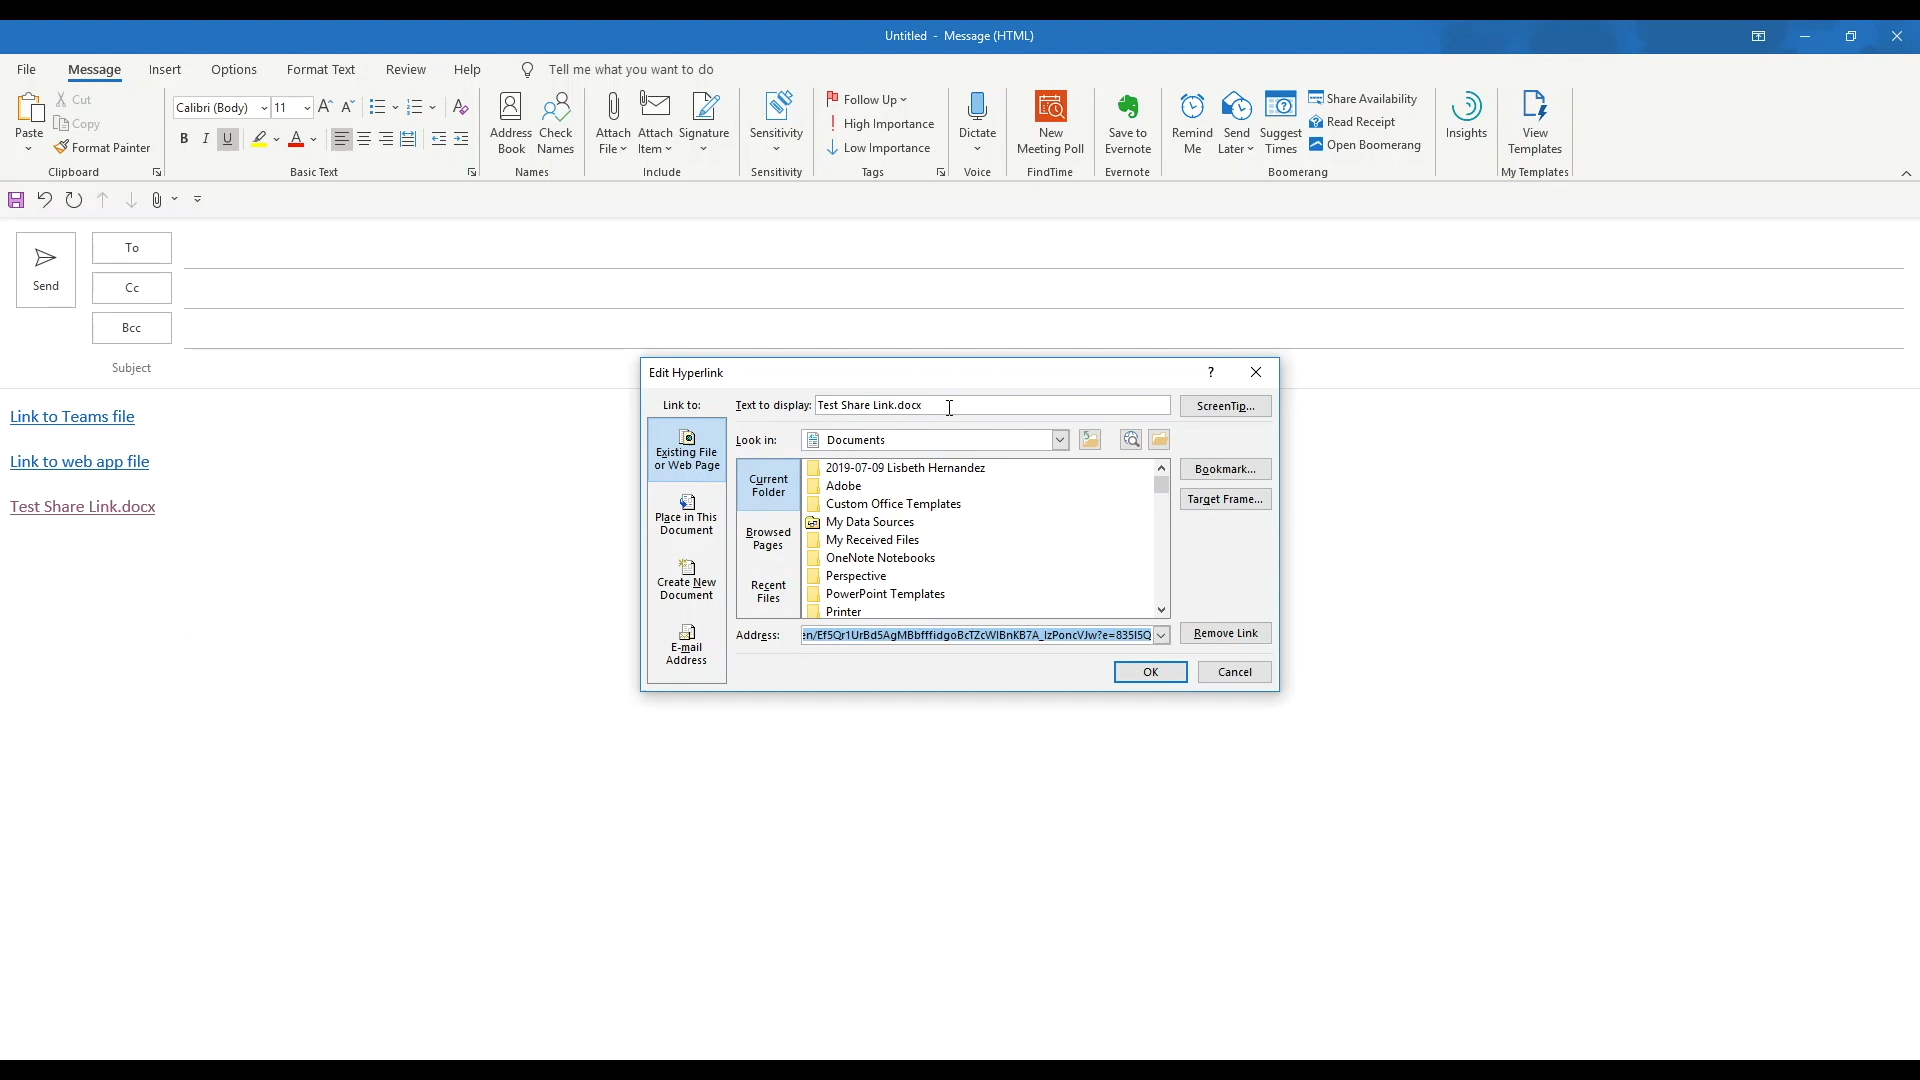 Untitled - Message (HTML)
File Message Insert Options Format Text Review Help Tell me what you want to do
Paste
Cut
Copy
Format Painter
Clipboard
Calibri (Body) 11
B I U A
Basic Text
Address Book
Check Names
Names
Attach File
Attach Item
Signature
Include
Sensitivity
Sensitivity
Follow Up
High Importance
Low Importance
Tags
Dictate
Voice
New Meeting Poll
FindTime
Save to Evernote
Evernote
Remind Me
Send Later
Suggest Times
Share Availability
Read Receipt
Open Boomerang
Boomerang
Insights
View Templates
My Templates
Send
To
Cc
Bcc
Subject
Link to Teams file
Link to web app file
Test Share Link.docx
Edit Hyperlink
Link to:
Existing File or Web Page
Place in This Document
Create New Document
E-mail Address
Text to display: Test Share Link.docx
ScreenTip...
Look in: Documents
Current Folder
Browsed Pages
Recent Files
2019-07-09 Lisbeth Hernandez
Adobe
Custom Office Templates
My Data Sources
My Received Files
OneNote Notebooks
Perspective
PowerPoint Templates
Printer
Bookmark...
Target Frame...
Address:
Remove Link
OK
Cancel